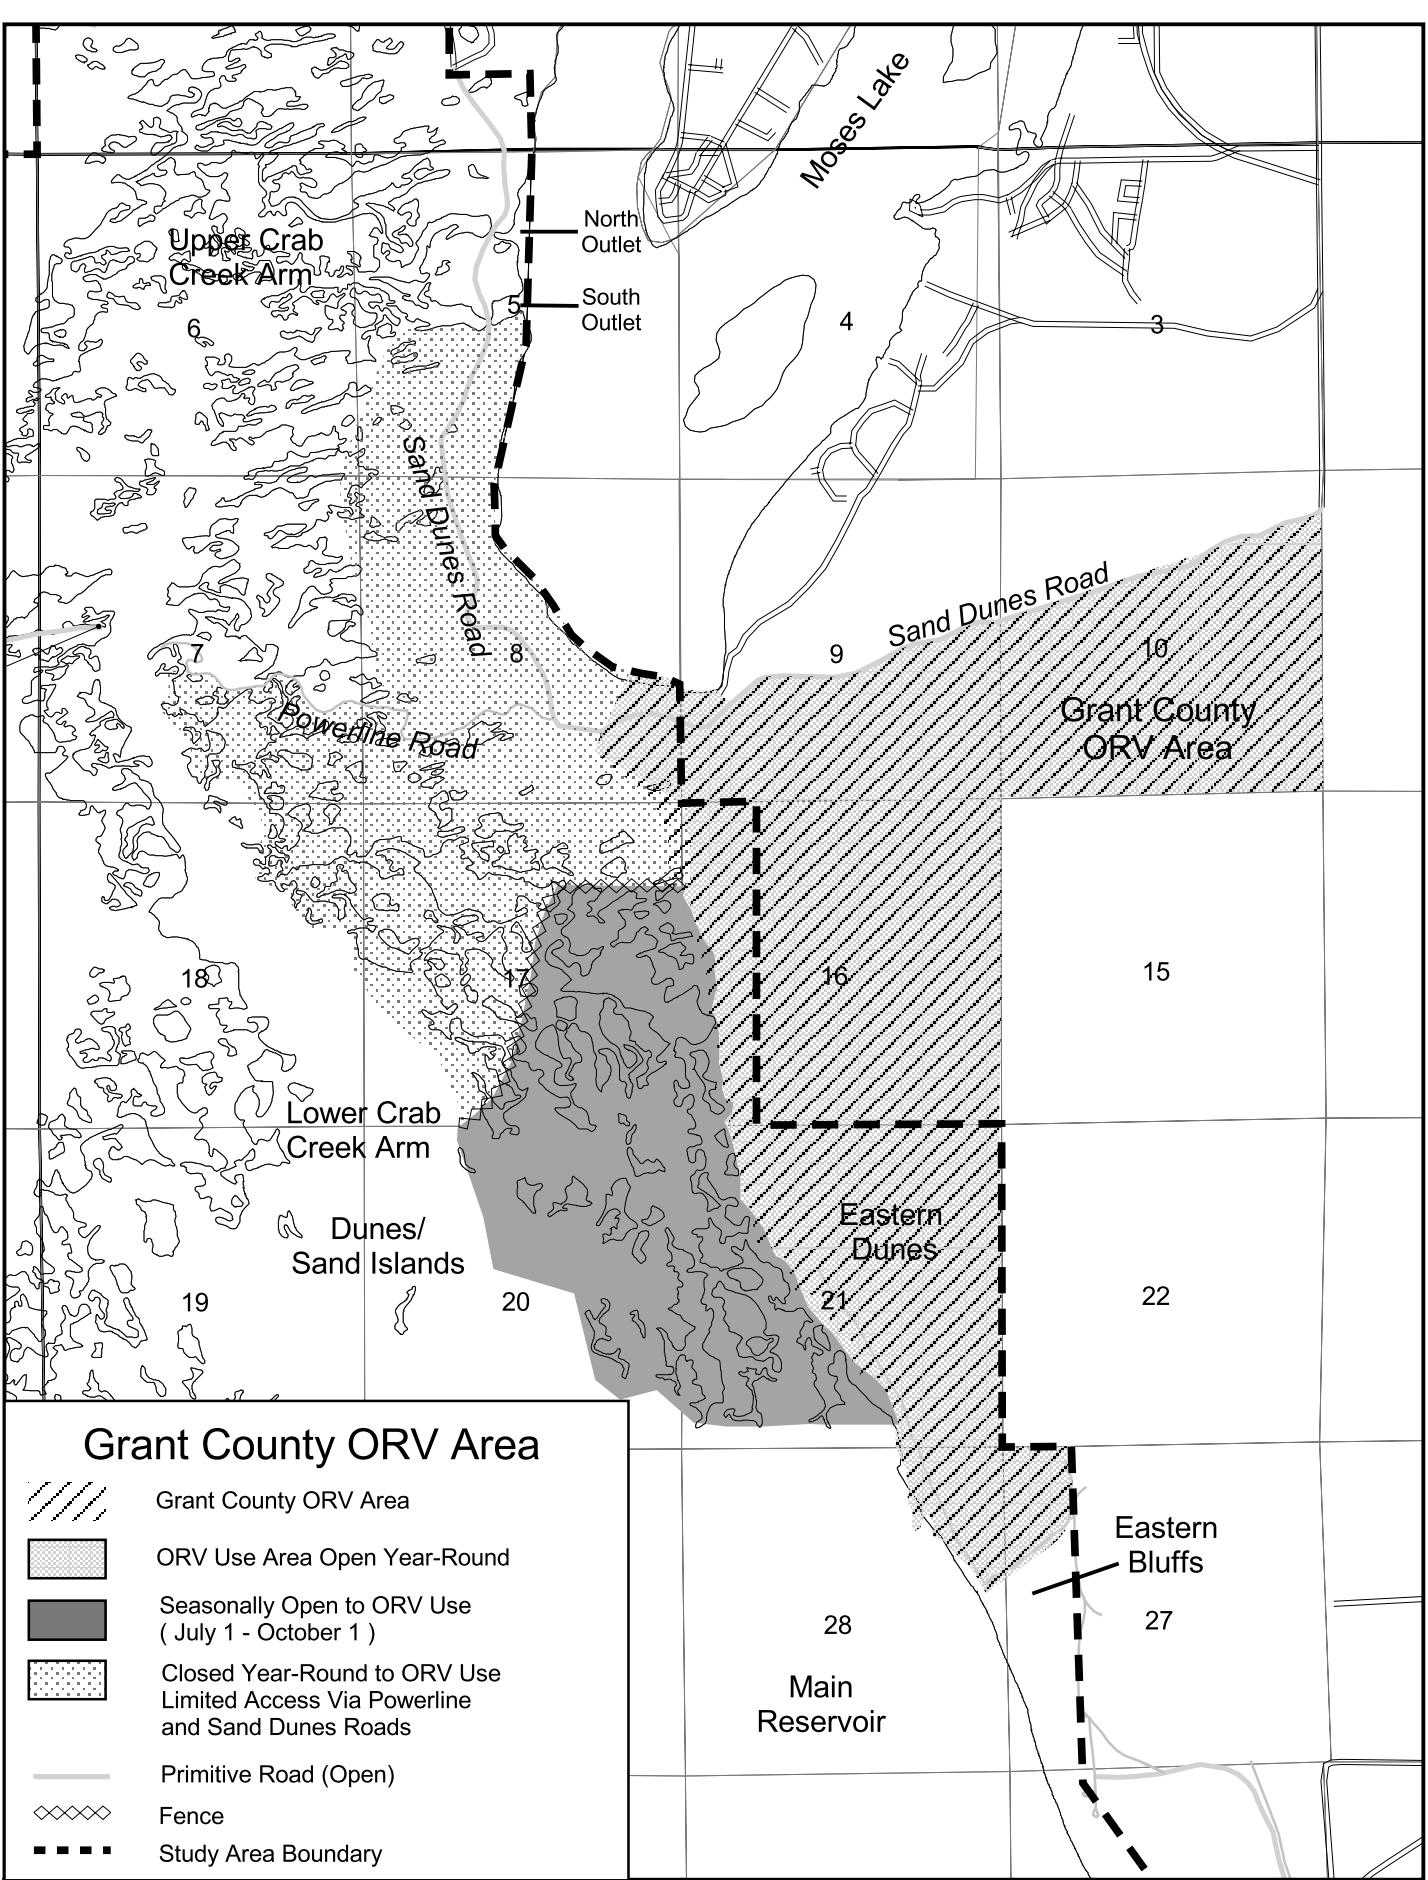 Moses Lake
North
Outlet
South
Outlet
Upper Crab
Creek Arm
5
6
4
3
Sand Dunes Road
Sand Dunes Road
7
8
9
10
Powerline Road
Grant County
ORV Area
18
17
16
15
Lower Crab
Creek Arm
Dunes/
Sand Islands
Eastern
Dunes
19
20
21
22
Grant County ORV Area
Grant County ORV Area
ORV Use Area Open Year-Round
Seasonally Open to ORV Use
( July 1 - October 1 )
Closed Year-Round to ORV Use
Limited Access Via Powerline
and Sand Dunes Roads
Primitive Road (Open)
Fence
Study Area Boundary
Eastern
Bluffs
28
27
Main
Reservoir